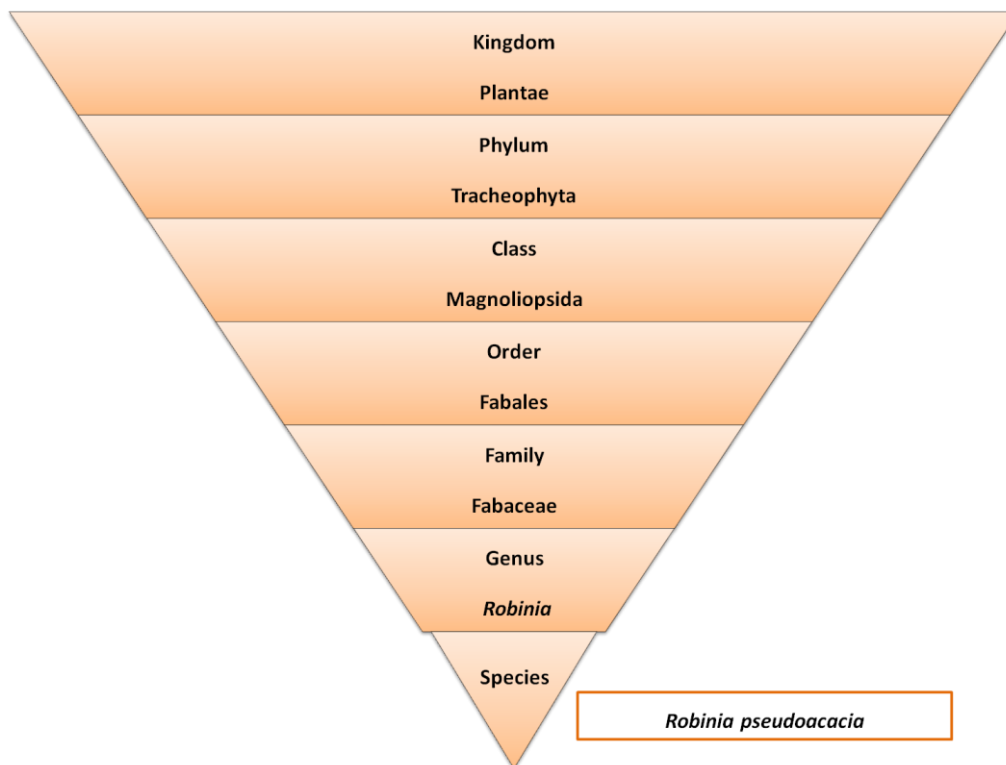 Kingdom
Plantae
Phylum
Tracheophyta
Class
Magnoliopsida
Order
Fabales
Family
Fabaceae
Genus
Robinia
Species
Robinia pseudoacacia